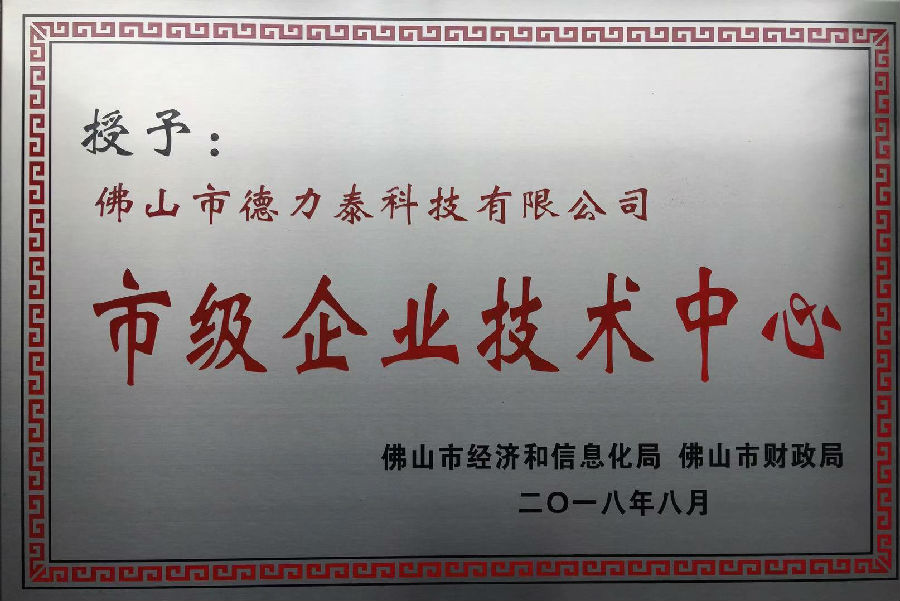 授予：
佛山市德力泰科技有限公司
市级企业技术中心
佛山市经济和信息化局 佛山市财政局
二〇一八年八月